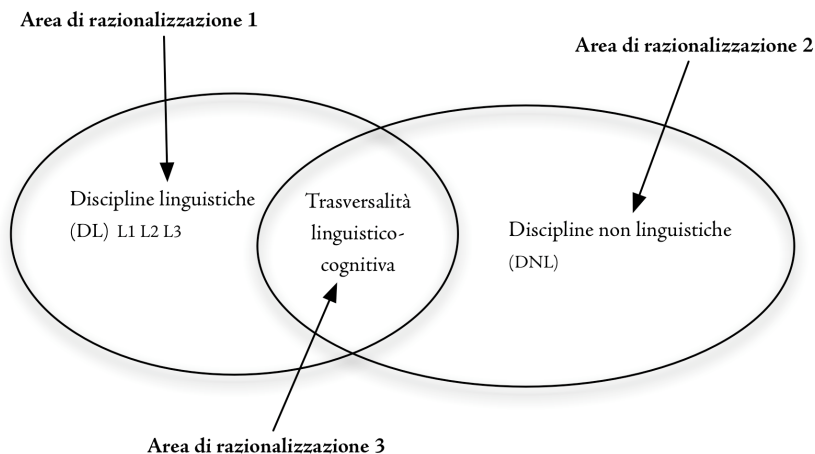 Area di razionalizzazione 1
Area di razionalizzazione 2
Discipline linguistiche
(DL) L1 L2 L3
Trasversalità
linguistico-
cognitiva
Discipline non linguistiche
(DNL)
Area di razionalizzazione 3